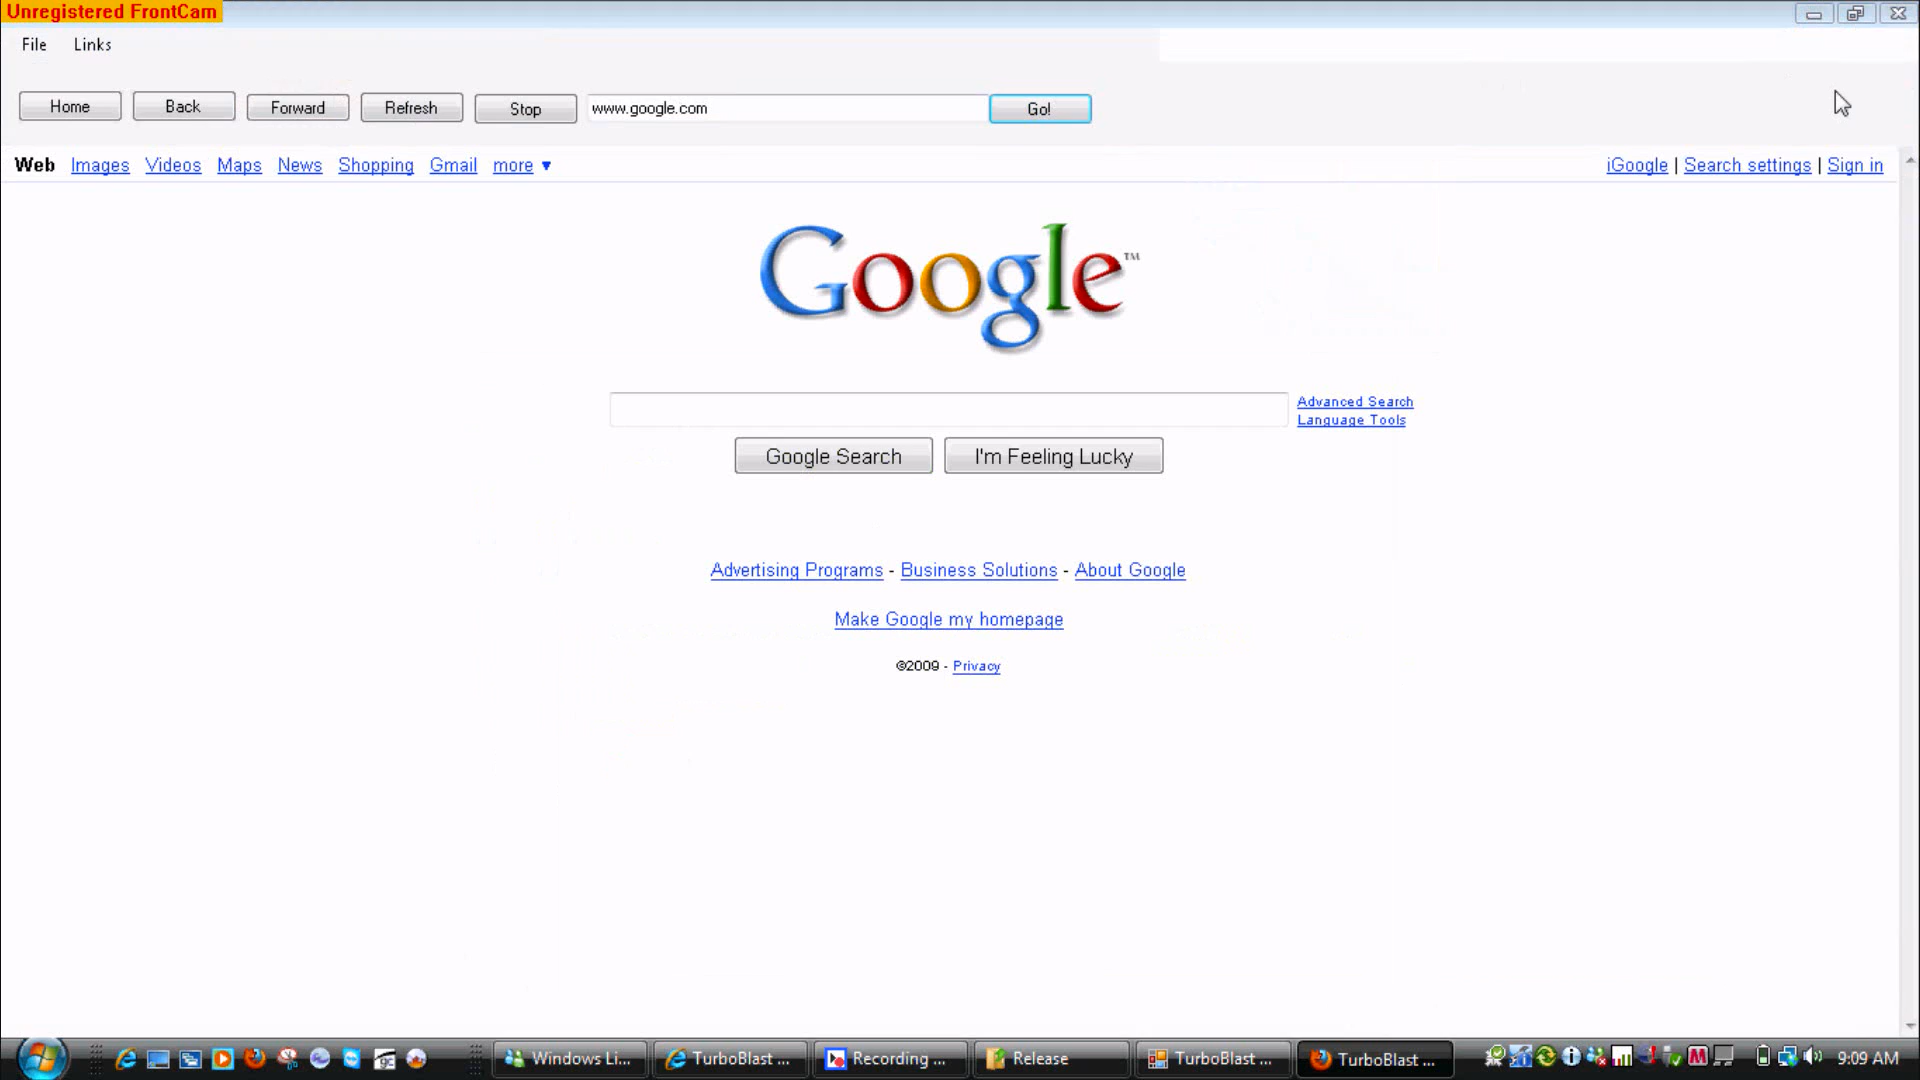 Unregistered FrontCam
File Links
Home Back Forward Refresh Stop www.google.com Go!
Web Images Videos Maps News Shopping Gmail more ▼ iGoogle | Search settings | Sign in
Google™
Advanced Search
Language Tools
Google Search I'm Feeling Lucky
Advertising Programs - Business Solutions - About Google
Make Google my homepage
©2009 - Privacy
Windows Li... TurboBlast ... Recording ... Release TurboBlast ... TurboBlast ... 9:09 AM